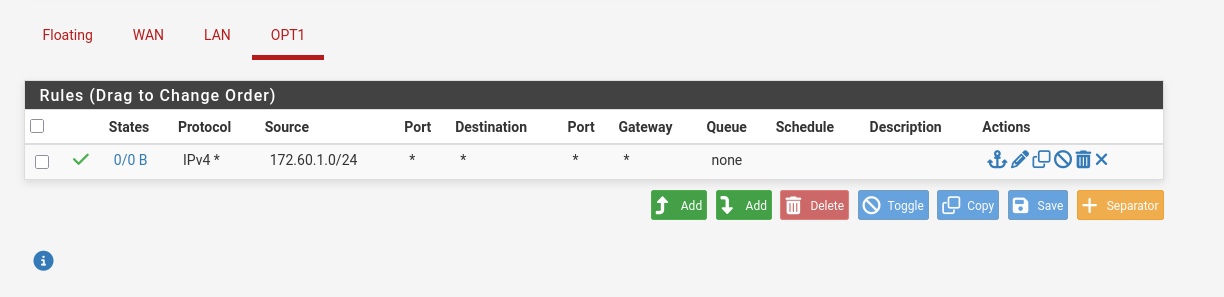 Floating WAN LAN OPT1
Rules (Drag to Change Order)
States Protocol Source Port Destination Port Gateway Queue Schedule Description Actions
0/0 B IPv4 * 172.60.1.0/24 * * * * none
Add Add Delete Toggle Copy Save Separator